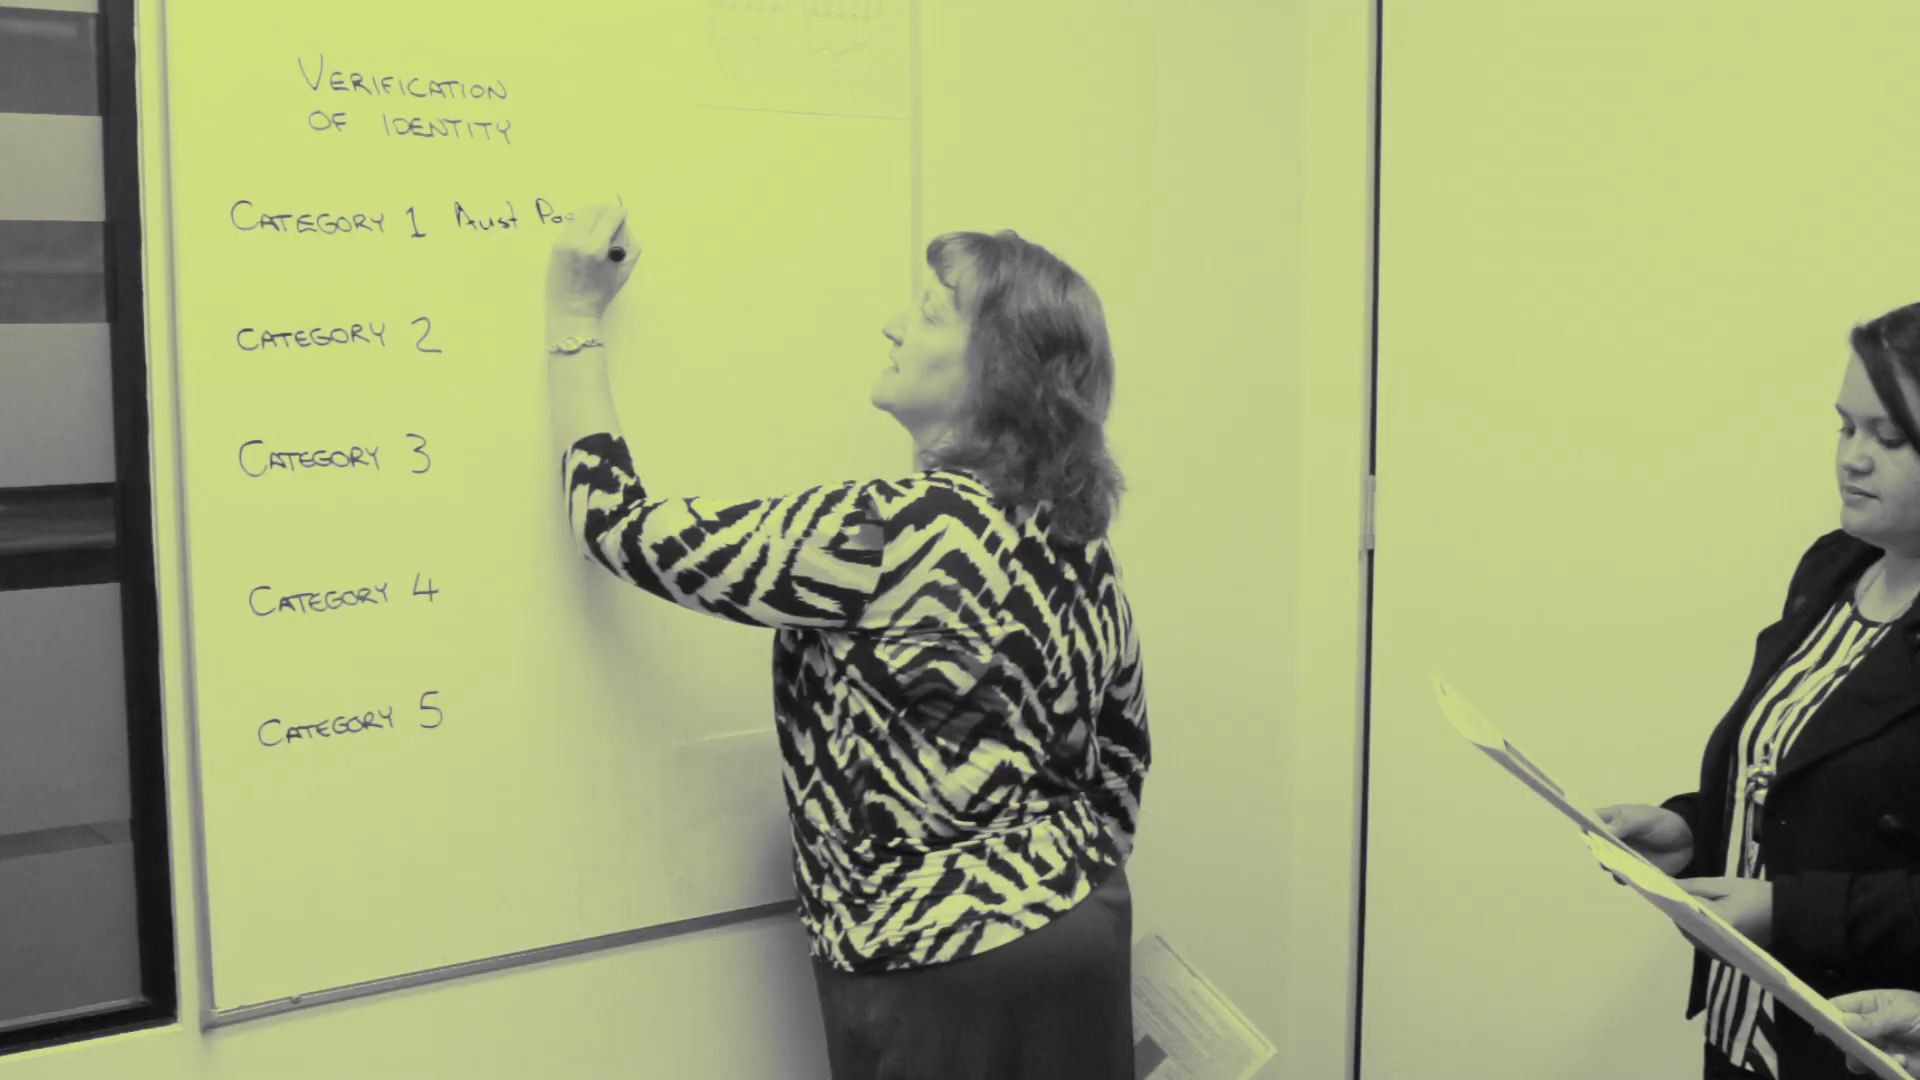 VERIFICATION
OF IDENTITY
CATEGORY 1 Aust
CATEGORY 2
CATEGORY 3
CATEGORY 4
CATEGORY 5